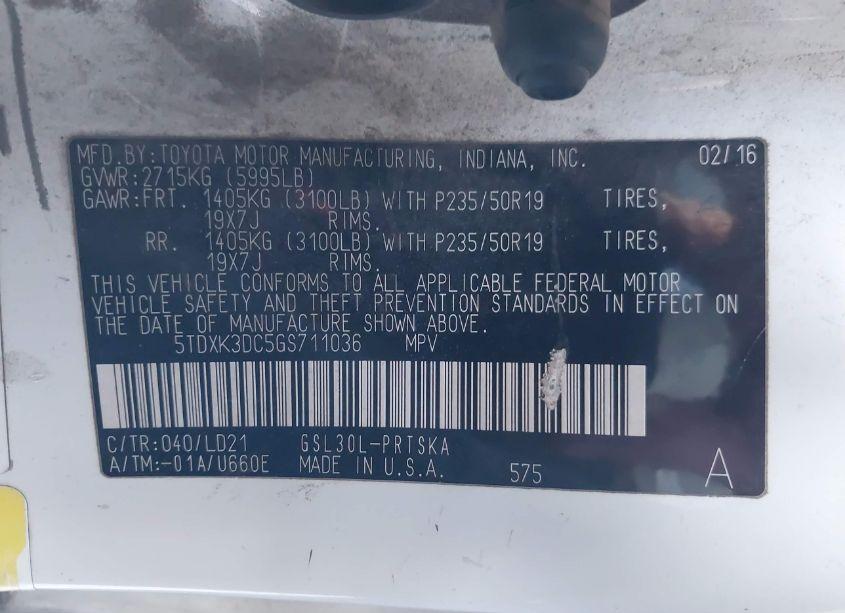 MFD.BY:TOYOTA MOTOR MANUFACTURING, INDIANA, INC. 02/16
GVWR:2715KG (5995LB)
GAWR:FRT. 1405KG (3100LB) WITH P235/50R19 TIRES,
19X7J RIMS.
RR. 1405KG (3100LB) WITH P235/50R19 TIRES,
19X7J RIMS.
THIS VEHICLE CONFORMS TO ALL APPLICABLE FEDERAL MOTOR
VEHICLE SAFETY AND THEFT PREVENTION STANDARDS IN EFFECT ON
THE DATE OF MANUFACTURE SHOWN ABOVE.
5TDXK3DC5GS711036 MPV
C/TR:040/LD21 GSL30L-PRTSKA
A/TM:-01A/U660E MADE IN U.S.A. 575 A